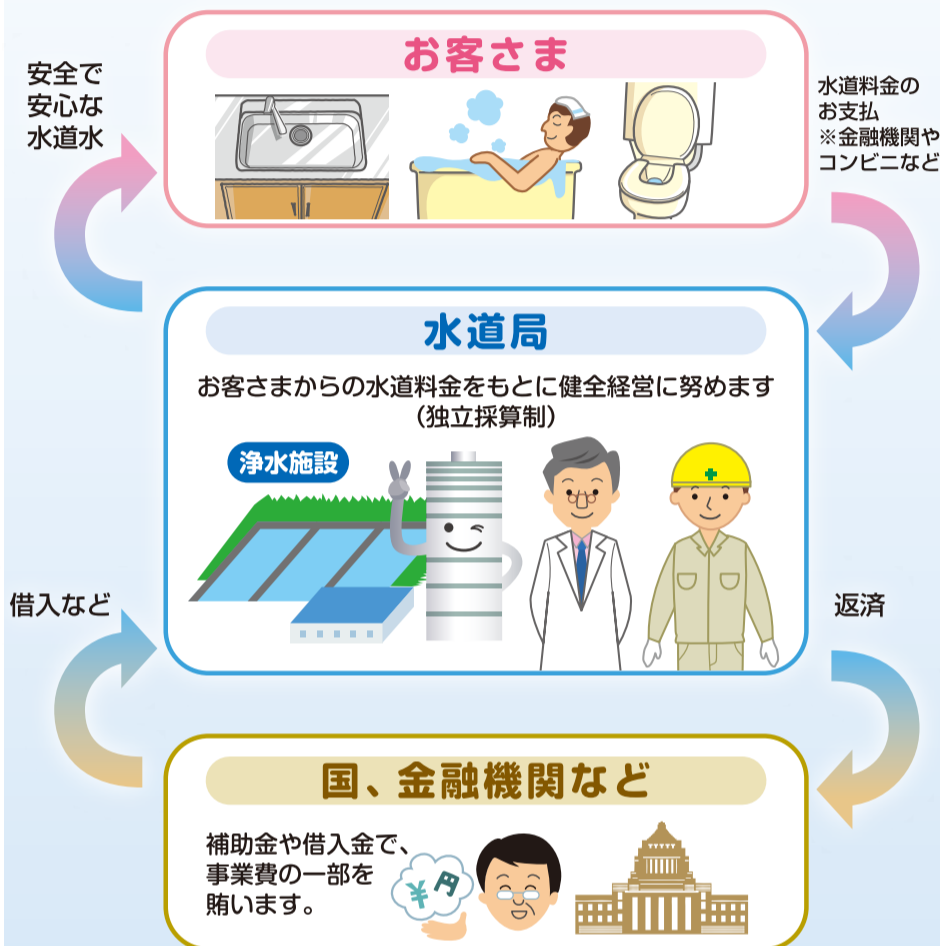 お客さま
安全で
安心な
水道水
水道料金の
お支払
※金融機関や
コンビニなど
水道局
お客さまからの水道料金をもとに健全経営に努めます
（独立採算制）
浄水施設
借入など
返済
国、金融機関など
補助金や借入金で、
事業費の一部を
賄います。
¥円